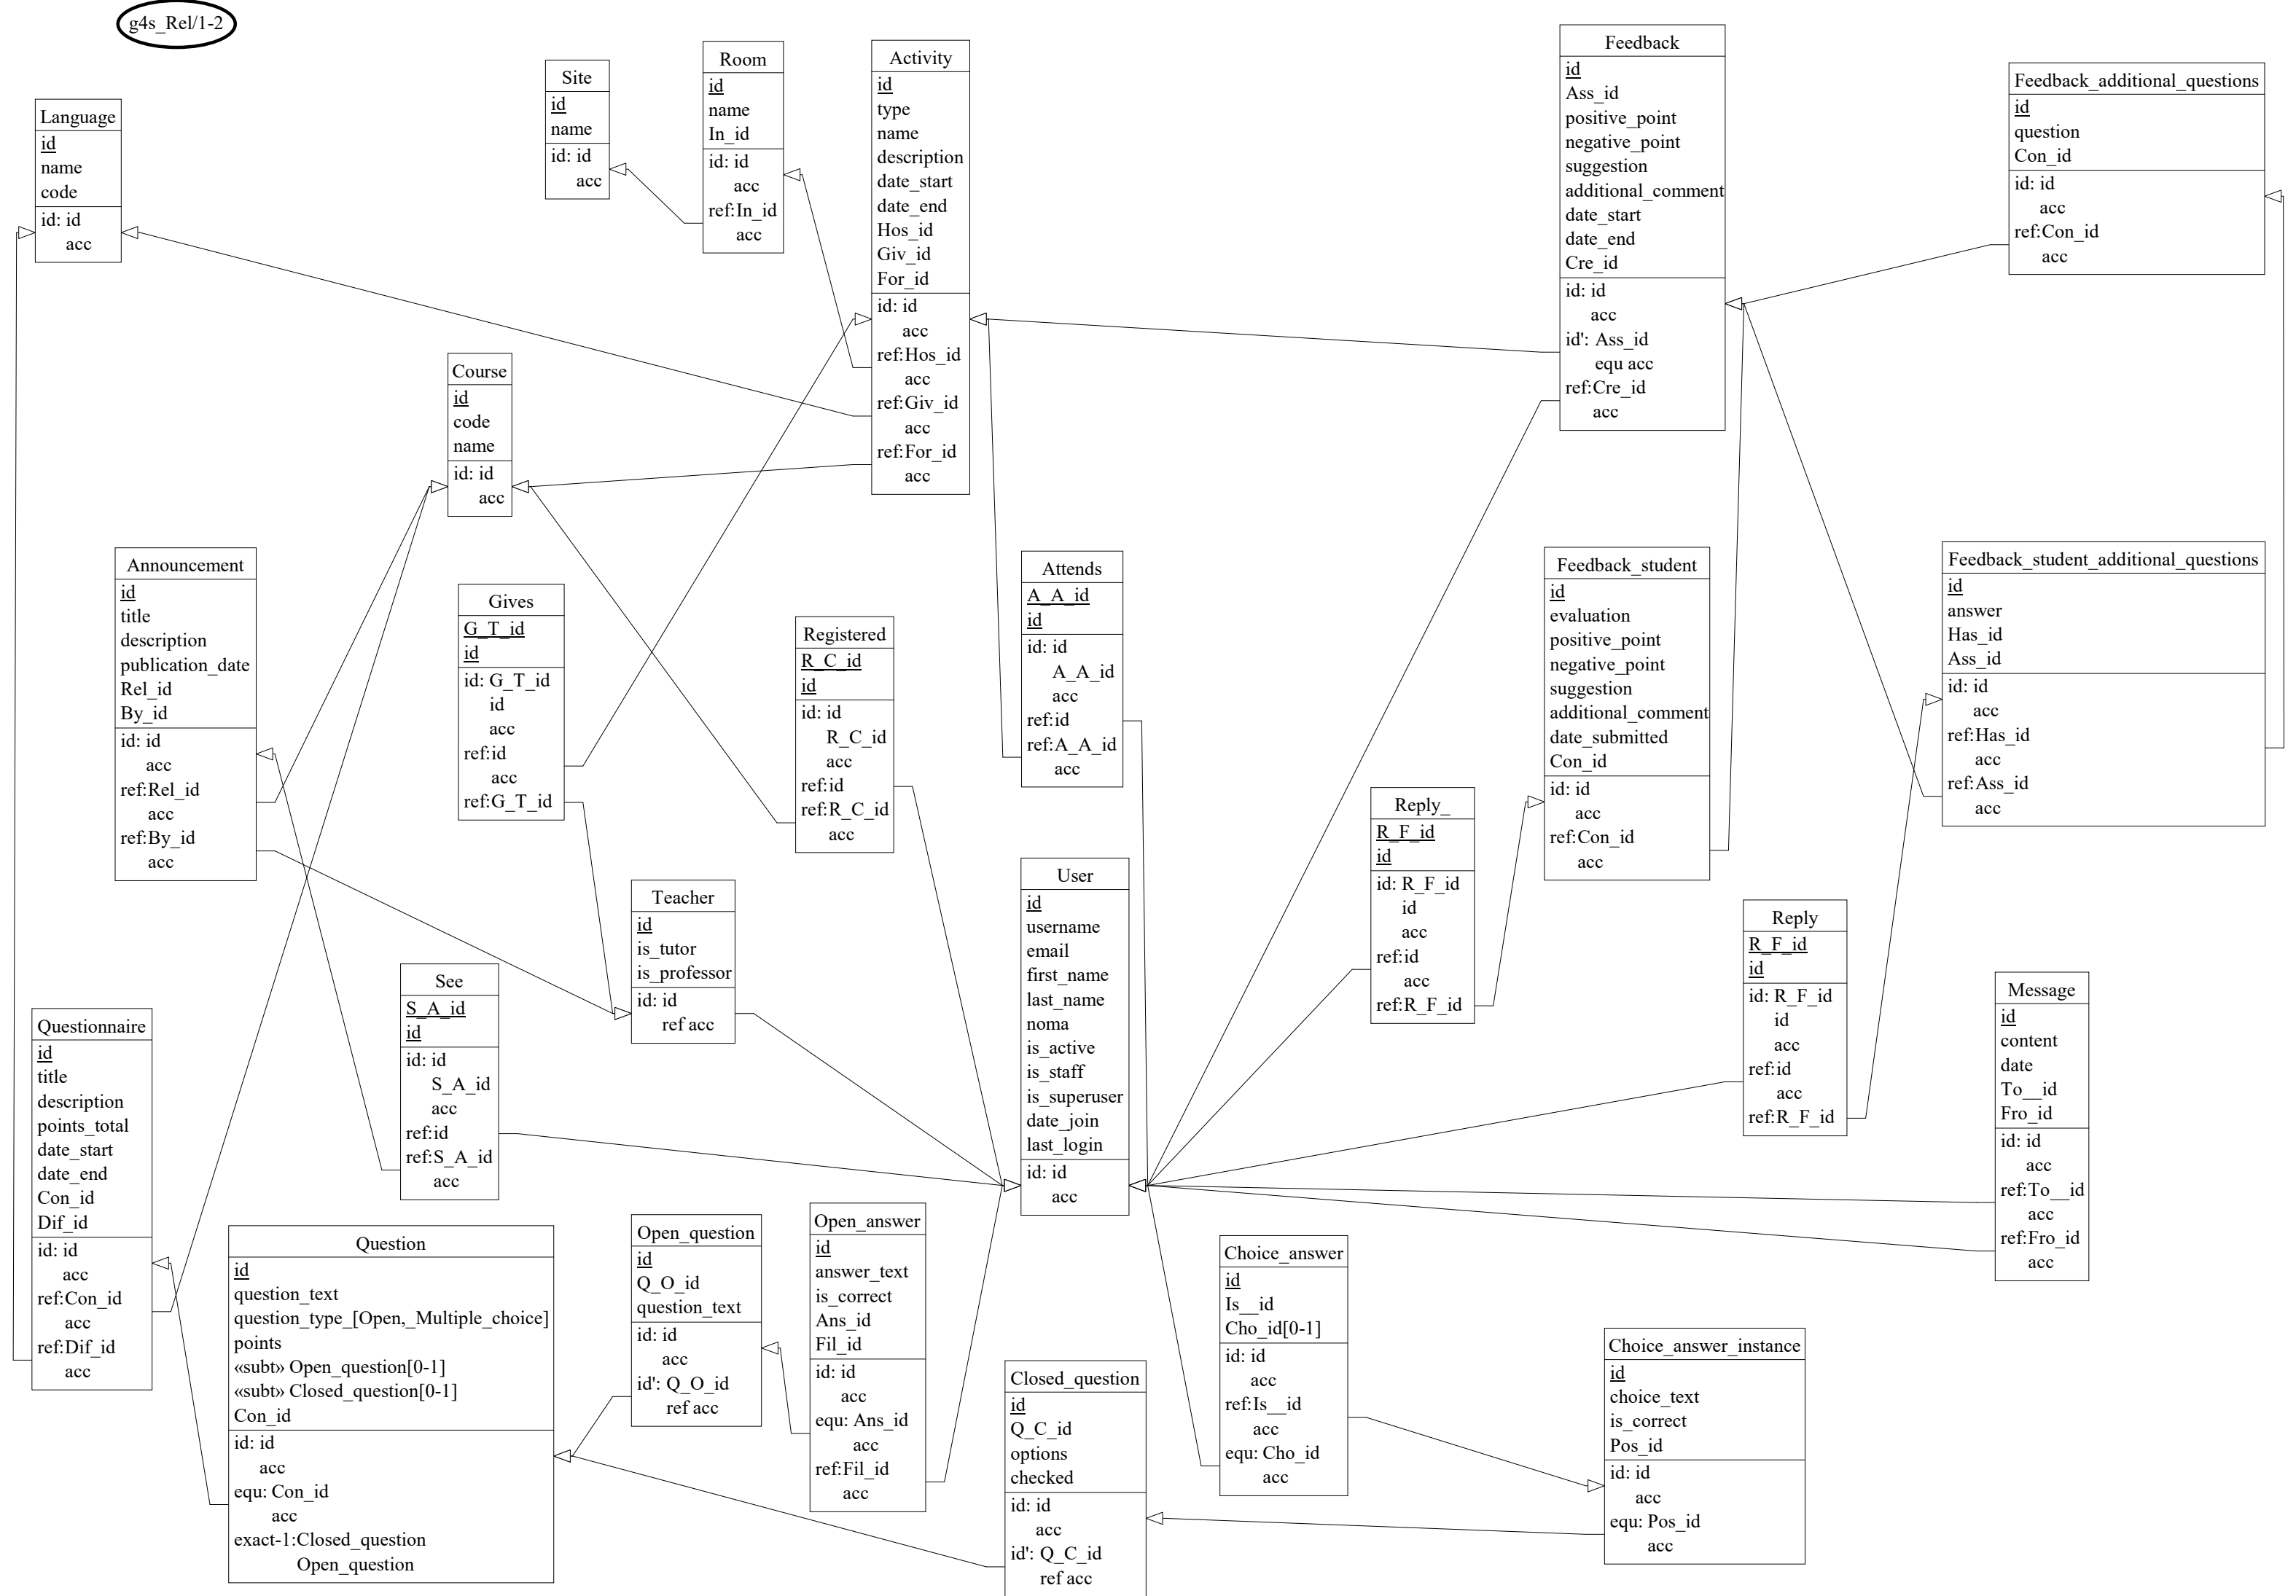 g4s_Rel/1-2
Language
id
name
code
id: id
acc
Site
id
name
id: id
acc
Room
id
name
In_id
id: id
acc
ref:In_id
acc
Activity
id
type
name
description
date_start
date_end
Hos_id
Giv_id
For_id
id: id
acc
ref:Hos_id
acc
ref:Giv_id
acc
ref:For_id
acc
Feedback
id
Ass_id
positive_point
negative_point
suggestion
additional_comment
date_start
date_end
Cre_id
id: id
acc
id': Ass_id
equ acc
ref:Cre_id
acc
Feedback_additional_questions
id
question
Con_id
id: id
acc
ref:Con_id
acc
Course
id
code
name
id: id
acc
Announcement
id
title
description
publication_date
Rel_id
By_id
id: id
acc
ref:Rel_id
acc
ref:By_id
acc
Gives
G_T_id
id
id: G_T_id
id
acc
ref:id
acc
ref:G_T_id
Registered
R_C_id
id
id: id
R_C_id
acc
ref:id
ref:R_C_id
acc
Attends
A_A_id
id
id: id
A_A_id
acc
ref:id
ref:A_A_id
acc
Feedback_student
id
evaluation
positive_point
negative_point
suggestion
additional_comment
date_submitted
Con_id
id: id
acc
ref:Con_id
acc
Feedback_student_additional_questions
id
answer
Has_id
Ass_id
id: id
acc
ref:Has_id
acc
ref:Ass_id
acc
Reply_
R_F_id
id
id: R_F_id
id
acc
ref:id
acc
ref:R_F_id
Teacher
id
is_tutor
is_professor
id: id
ref acc
User
id
username
email
first_name
last_name
noma
is_active
is_staff
is_superuser
date_join
last_login
id: id
acc
Reply
R_F_id
id
id: R_F_id
id
acc
ref:id
acc
ref:R_F_id
Message
id
content
date
To__id
Fro_id
id: id
acc
ref:To__id
acc
ref:Fro_id
acc
See
S_A_id
id
id: id
S_A_id
acc
ref:id
ref:S_A_id
acc
Questionnaire
id
title
description
points_total
date_start
date_end
Con_id
Dif_id
id: id
acc
ref:Con_id
acc
ref:Dif_id
acc
Question
id
question_text
question_type_[Open,_Multiple_choice]
points
«subt» Open_question[0-1]
«subt» Closed_question[0-1]
Con_id
id: id
acc
equ: Con_id
acc
exact-1:Closed_question
Open_question
Open_question
id
Q_O_id
question_text
id: id
acc
id': Q_O_id
ref acc
Open_answer
id
answer_text
is_correct
Ans_id
Fil_id
id: id
acc
equ: Ans_id
acc
ref:Fil_id
acc
Closed_question
id
Q_C_id
options
checked
id: id
acc
id': Q_C_id
ref acc
Choice_answer
id
Is__id
Cho_id[0-1]
id: id
acc
ref:Is__id
acc
equ: Cho_id
acc
Choice_answer_instance
id
choice_text
is_correct
Pos_id
id: id
acc
equ: Pos_id
acc